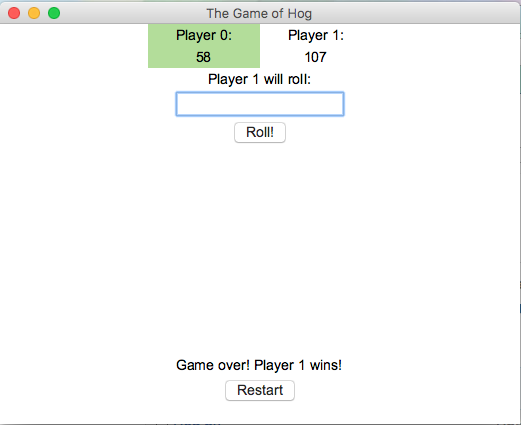 The Game of Hog
Player 0: Player 1:
58 107
Player 1 will roll:
Roll!
Game over! Player 1 wins!
Restart